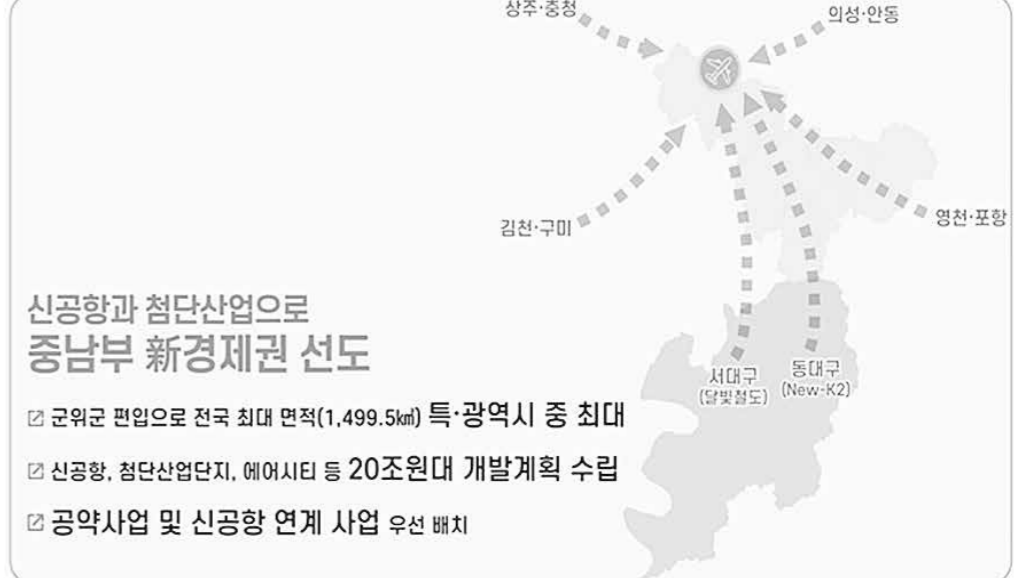 상주·충청
의성·안동
김천·구미
영천·포항
서대구
(달빛철도)
동대구
(New-K2)
신공항과 첨단산업으로
중남부 新경제권 선도
군위군 편입으로 전국 최대 면적(1,499.5㎢) 특·광역시 중 최대
신공항, 첨단산업단지, 에어시티 등 20조원대 개발계획 수립
공약사업 및 신공항 연계 사업 우선 배치